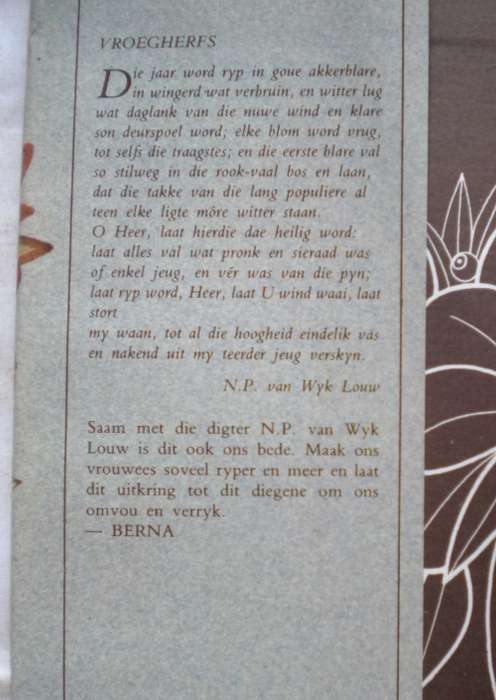 VROEGHERFS
Die jaar word ryp in goue akkerblare,
in wingerd wat verbruin, en witter lug
wat daglank van die nuwe wind en klare
son deurspoel word; elke blom word vrug,
tot selfs die traagstes; en die eerste blare val
so stilweg in die rook-vaal bos en laan,
dat die takke van die lang populiere al
teen elke ligte môre witter staan.
O Heer, laat hierdie dae heilig word:
laat alles val wat pronk en sieraad was
of enkel jeug, en vêr was van die pyn;
laat ryp word, Heer, laat U wind waai, laat
stort
my waan, tot al die hoogheid eindelik vas
en nakend uit my teerder jeug verskyn.
N.P. van Wyk Louw
Saam met die digter N.P. van Wyk
Louw is dit ook ons bede. Maak ons
vrouwees soveel ryper en meer en laat
dit uitkring tot dit diegene om ons
omvou en verryk.
— BERNA